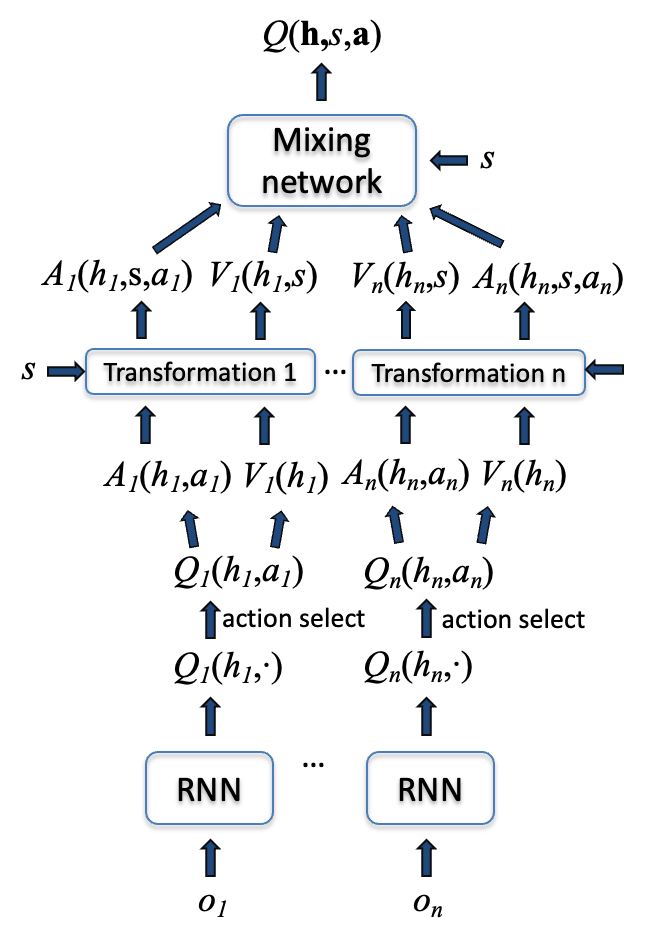 Q(h,s,a)
Mixing
network
s
A1(h1,s,a1) V1(h1,s) Vn(hn,s) An(hn,s,an)
s Transformation 1 ... Transformation n
A1(h1,a1) V1(h1) An(hn,an) Vn(hn)
Q1(h1,a1) Qn(hn,an)
action select action select
Q1(h1,·) Qn(hn,·)
...
RNN RNN
o1 on